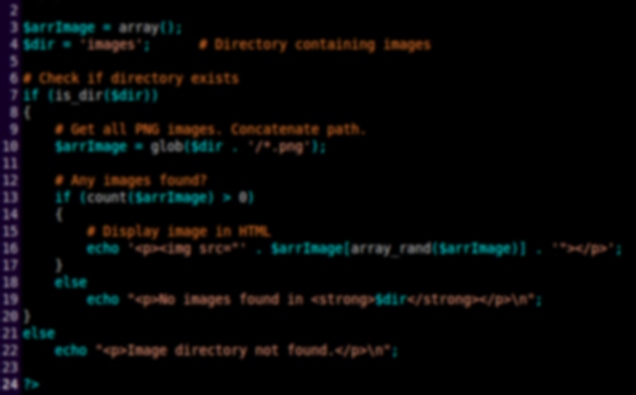 2
3 $arrImage = array();
4 $dir = 'images';      # Directory containing images
5
6 # Check if directory exists
7 if (is_dir($dir))
8 {
9     # Get all PNG images. Concatenate path.
10     $arrImage = glob($dir . '/*.png');
11
12     # Any images found?
13     if (count($arrImage) > 0)
14     {
15         # Display image in HTML
16         echo '<p><img src="' . $arrImage[array_rand($arrImage)] . '"></p>';
17     }
18     else
19         echo "<p>No images found in <strong>$dir</strong></p>\n";
20 }
21 else
22     echo "<p>Image directory not found.</p>\n";
23
24 ?>